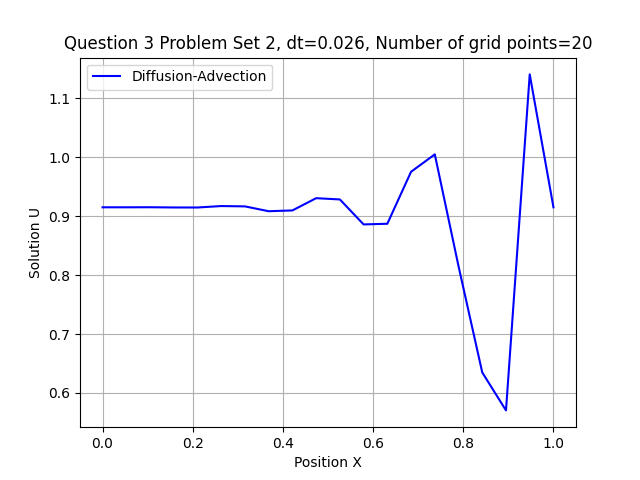 Question 3 Problem Set 2, dt=0.026, Number of grid points=20
Diffusion-Advection
1.1
1.0
0.9
0.8
0.7
0.6
Solution U
0.0 0.2 0.4 0.6 0.8 1.0
Position X